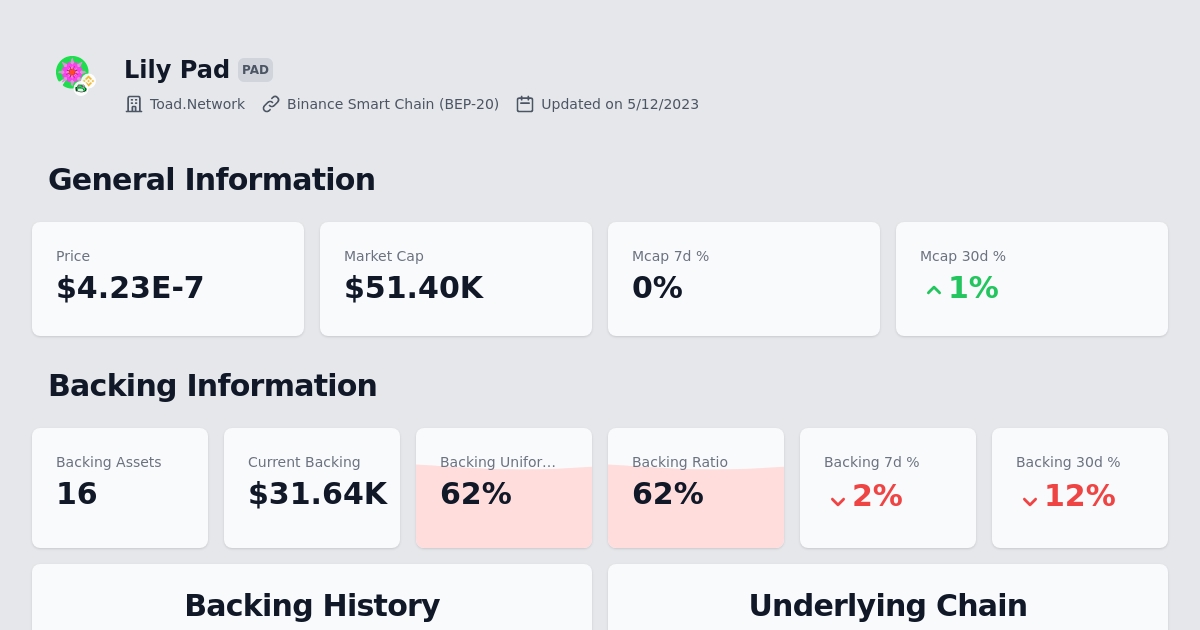 Lily Pad PAD
Toad.Network Binance Smart Chain (BEP-20) Updated on 5/12/2023
General Information
Price
$4.23E-7
Market Cap
$51.40K
Mcap 7d %
0%
Mcap 30d %
1%
Backing Information
Backing Assets
16
Current Backing
$31.64K
Backing Unifor...
62%
Backing Ratio
62%
Backing 7d %
2%
Backing 30d %
12%
Backing History
Underlying Chain